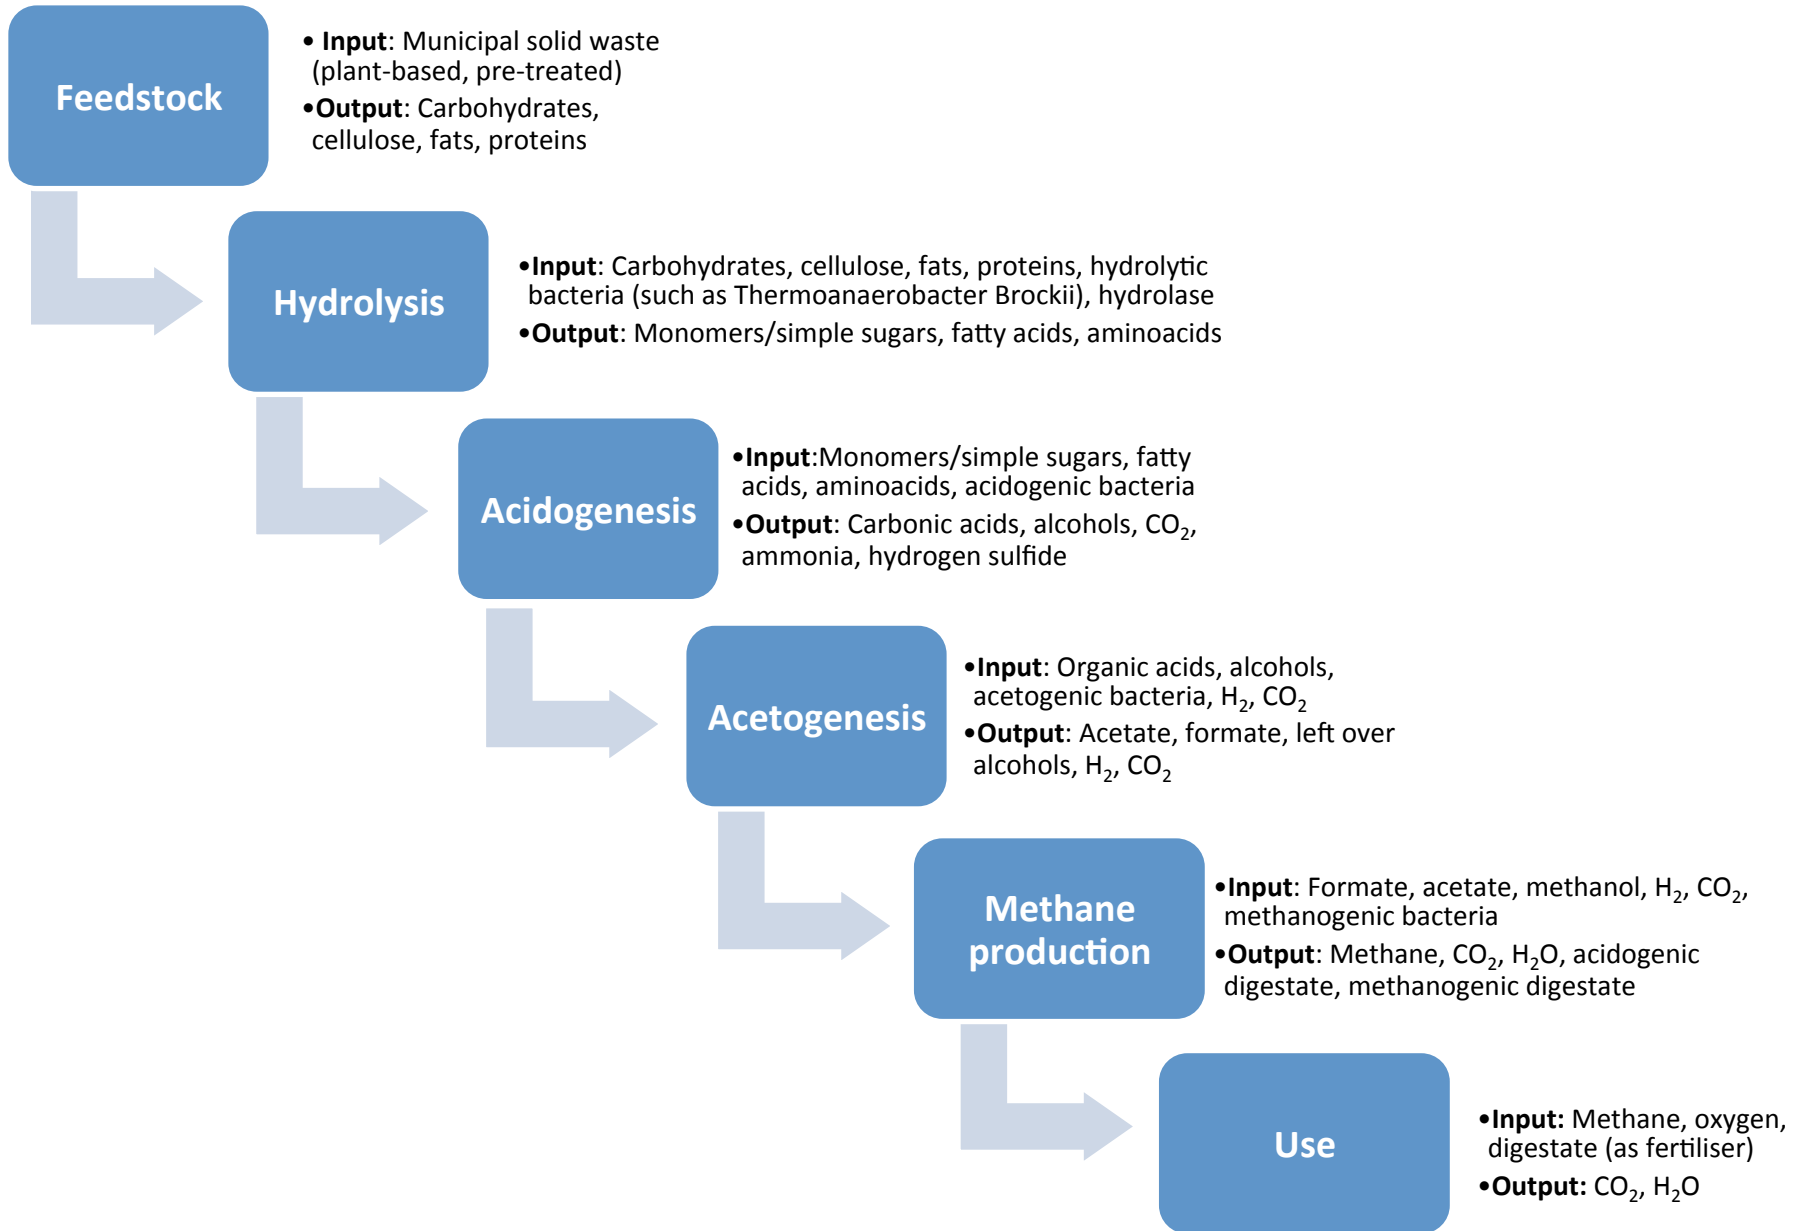 Feedstock
• Input: Municipal solid waste
(plant-based, pre-treated)
•Output: Carbohydrates,
cellulose, fats, proteins
Hydrolysis
•Input: Carbohydrates, cellulose, fats, proteins, hydrolytic
bacteria (such as Thermoanaerobacter Brockii), hydrolase
•Output: Monomers/simple sugars, fatty acids, aminoacids
Acidogenesis
•Input:Monomers/simple sugars, fatty
acids, aminoacids, acidogenic bacteria
•Output: Carbonic acids, alcohols, CO₂,
ammonia, hydrogen sulfide
Acetogenesis
•Input: Organic acids, alcohols,
acetogenic bacteria, H₂, CO₂
•Output: Acetate, formate, left over
alcohols, H₂, CO₂
Methane
production
•Input: Formate, acetate, methanol, H₂, CO₂,
methanogenic bacteria
•Output: Methane, CO₂, H₂O, acidogenic
digestate, methanogenic digestate
Use
•Input: Methane, oxygen,
digestate (as fertiliser)
•Output: CO₂, H₂O